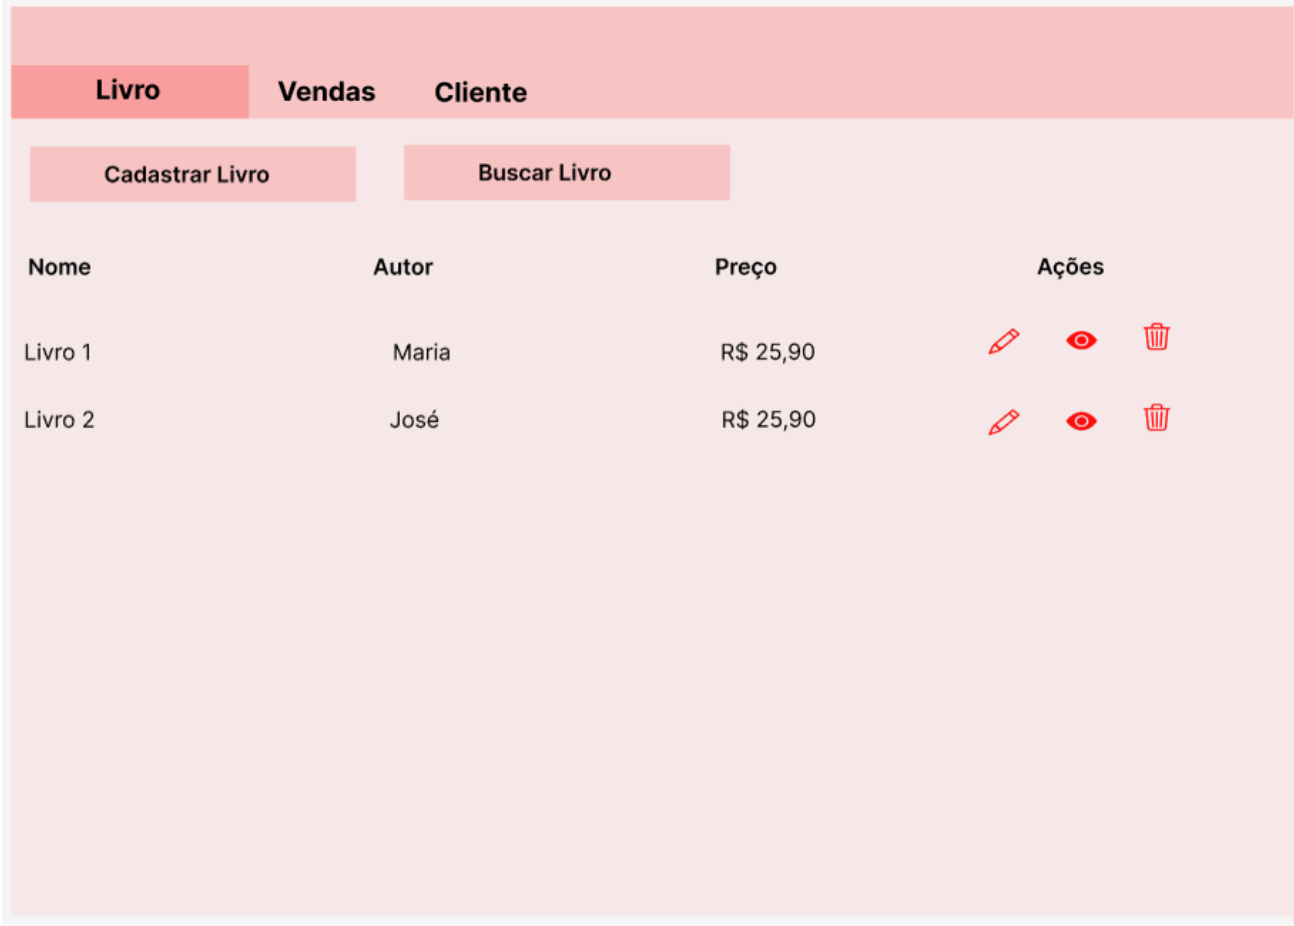 Livro Vendas Cliente
Cadastrar Livro Buscar Livro
Nome Autor Preço Ações
Livro 1 Maria R$ 25,90
Livro 2 José R$ 25,90